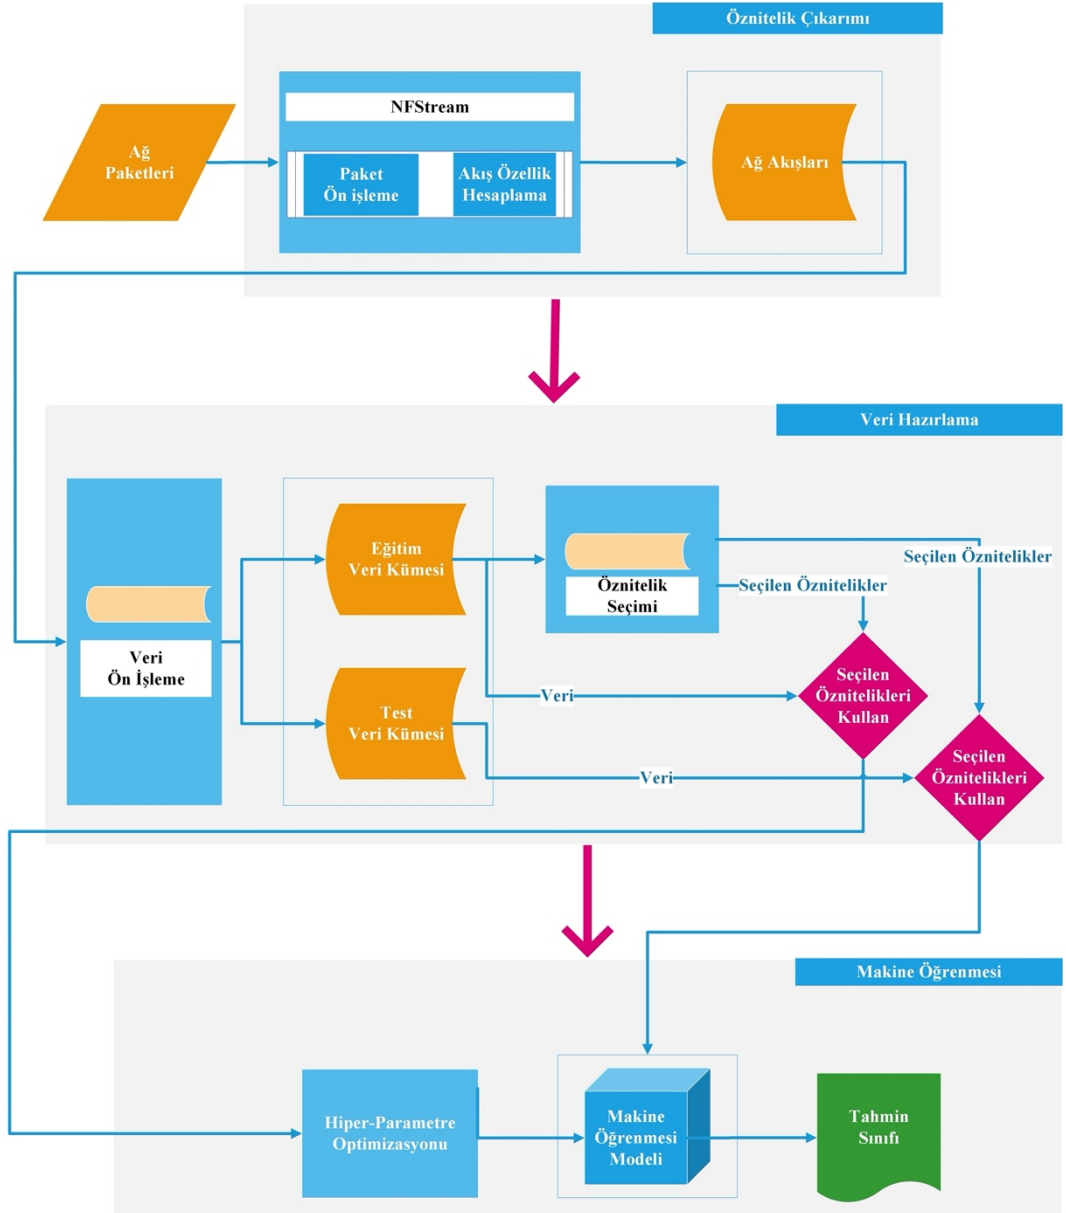 Öznitelik Çıkarımı
NFStream
Ağ
Paketleri
Paket
Ön işleme
Akış Özellik
Hesaplama
Ağ Akışları
Veri Hazırlama
Eğitim
Veri Kümesi
Öznitelik
Seçimi
Seçilen Öznitelikler
Seçilen Öznitelikler
Veri
Ön İşleme
Test
Veri Kümesi
Veri
Seçilen
Öznitelikleri
Kullan
Veri
Seçilen
Öznitelikleri
Kullan
Makine Öğrenmesi
Hiper-Parametre
Optimizasyonu
Makine
Öğrenmesi
Modeli
Tahmin
Sınıfı